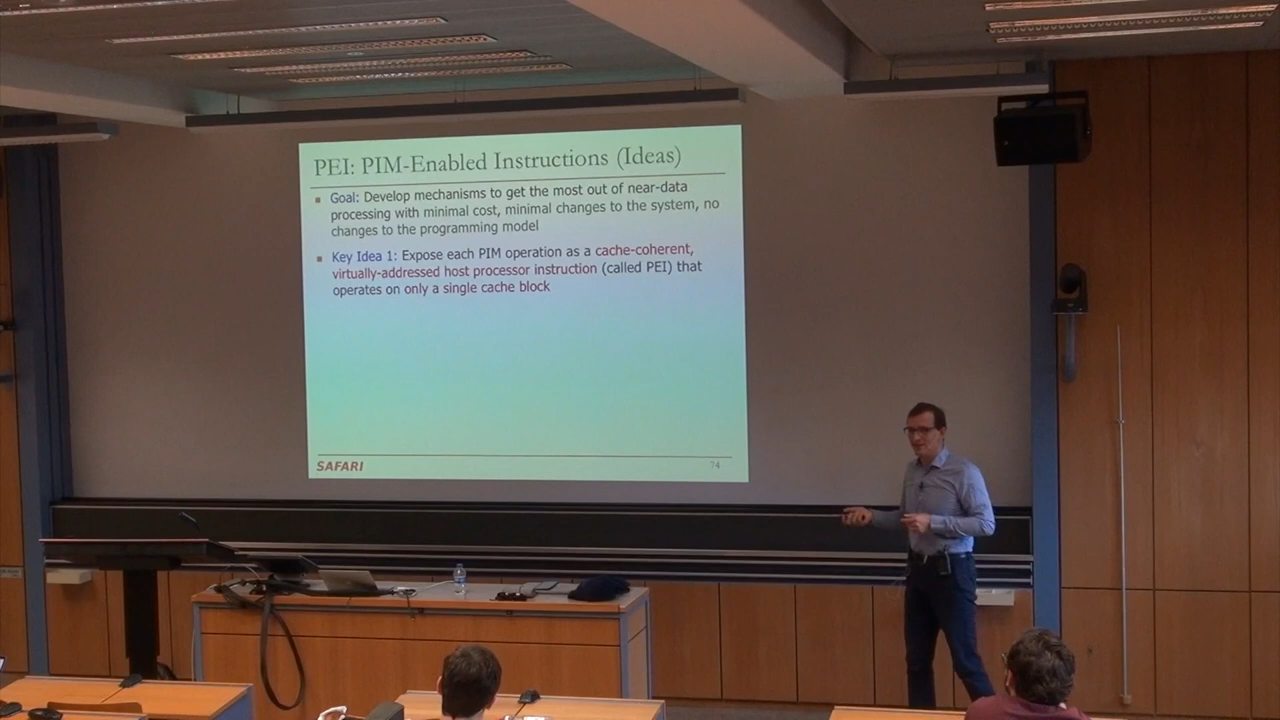 PEI: PIM-Enabled Instructions (Ideas)
Goal: Develop mechanisms to get the most out of near-data
processing with minimal cost, minimal changes to the system, no
changes to the programming model
Key Idea 1: Expose each PIM operation as a cache-coherent,
virtually-addressed host processor instruction (called PEI) that
operates on only a single cache block
SAFARI
74